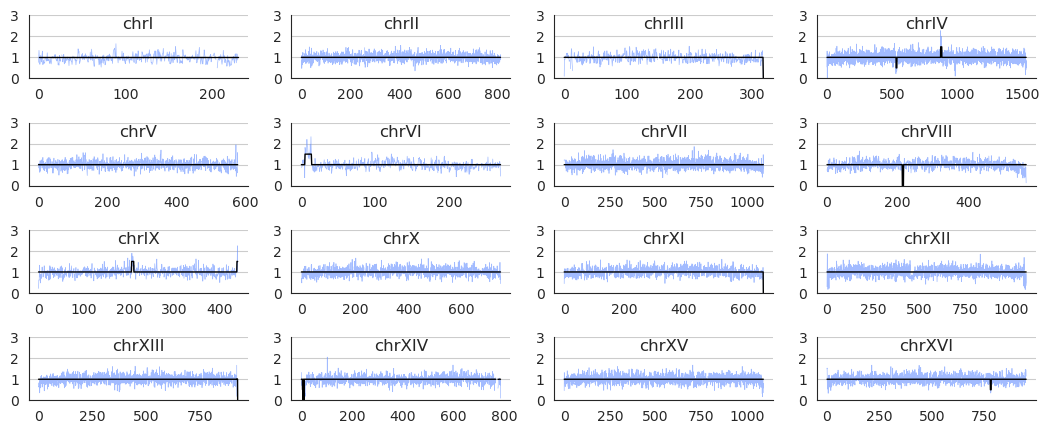 chrI chrII chrIII chrIV
3 3 3 3
2 2 2 2
1 1 1 1
0 0 0 0
0 100 200 0 200 400 600 800 0 100 200 300 0 500 1000 1500
chrV chrVI chrVII chrVIII
3 3 3 3
2 2 2 2
1 1 1 1
0 0 0 0
0 200 400 600 0 100 200 0 250 500 750 1000 0 200 400
chrIX chrX chrXI chrXII
3 3 3 3
2 2 2 2
1 1 1 1
0 0 0 0
0 100 200 300 400 0 200 400 600 0 200 400 600 0 250 500 750 1000
chrXIII chrXIV chrXV chrXVI
3 3 3 3
2 2 2 2
1 1 1 1
0 0 0 0
0 250 500 750 0 200 400 600 800 0 250 500 750 1000 0 250 500 750